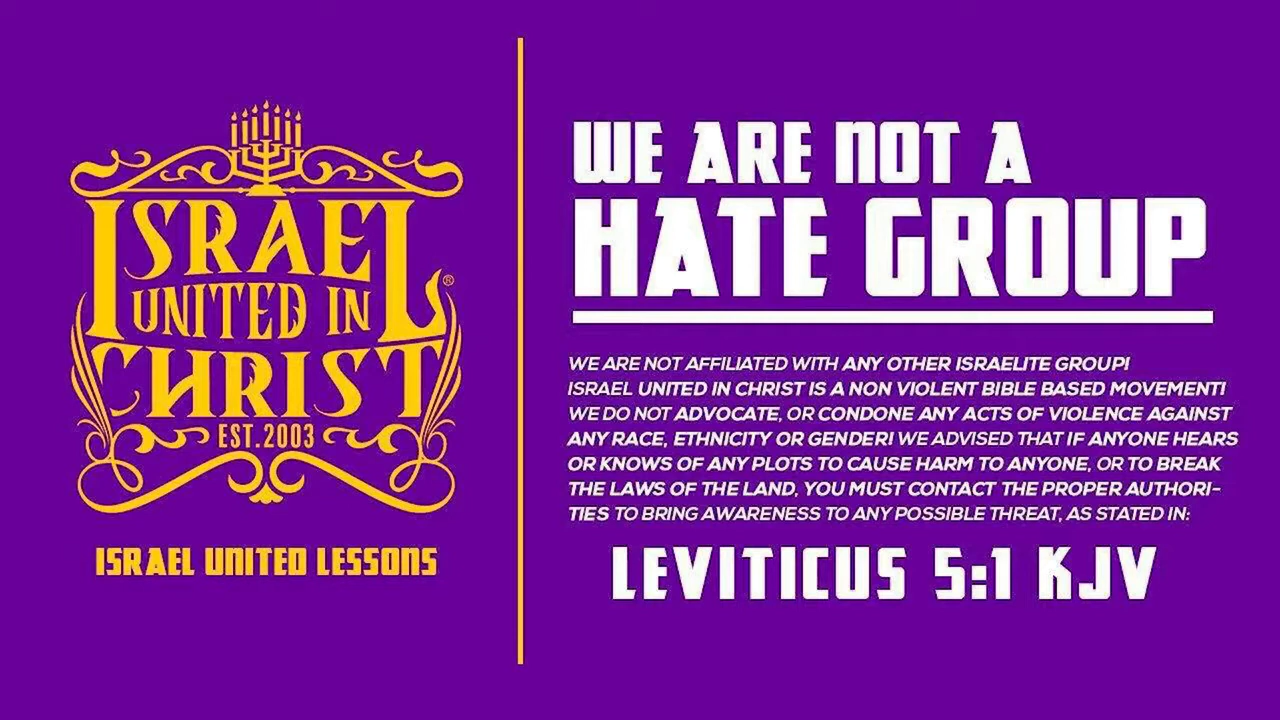 ISRAEL
UNITED IN
CHRIST
EST.2003
®
ISRAEL UNITED LESSONS
WE ARE NOT A
HATE GROUP
WE ARE NOT AFFILIATED WITH ANY OTHER ISRAELITE GROUP!
ISRAEL UNITED IN CHRIST IS A NON VIOLENT BIBLE BASED MOVEMENT!
WE DO NOT ADVOCATE, OR CONDONE ANY ACTS OF VIOLENCE AGAINST
ANY RACE, ETHNICITY OR GENDER! WE ADVISED THAT IF ANYONE HEARS
OR KNOWS OF ANY PLOTS TO CAUSE HARM TO ANYONE, OR TO BREAK
THE LAWS OF THE LAND, YOU MUST CONTACT THE PROPER AUTHORI-
TIES TO BRING AWARENESS TO ANY POSSIBLE THREAT, AS STATED IN:
LEVITICUS 5:1 KJV